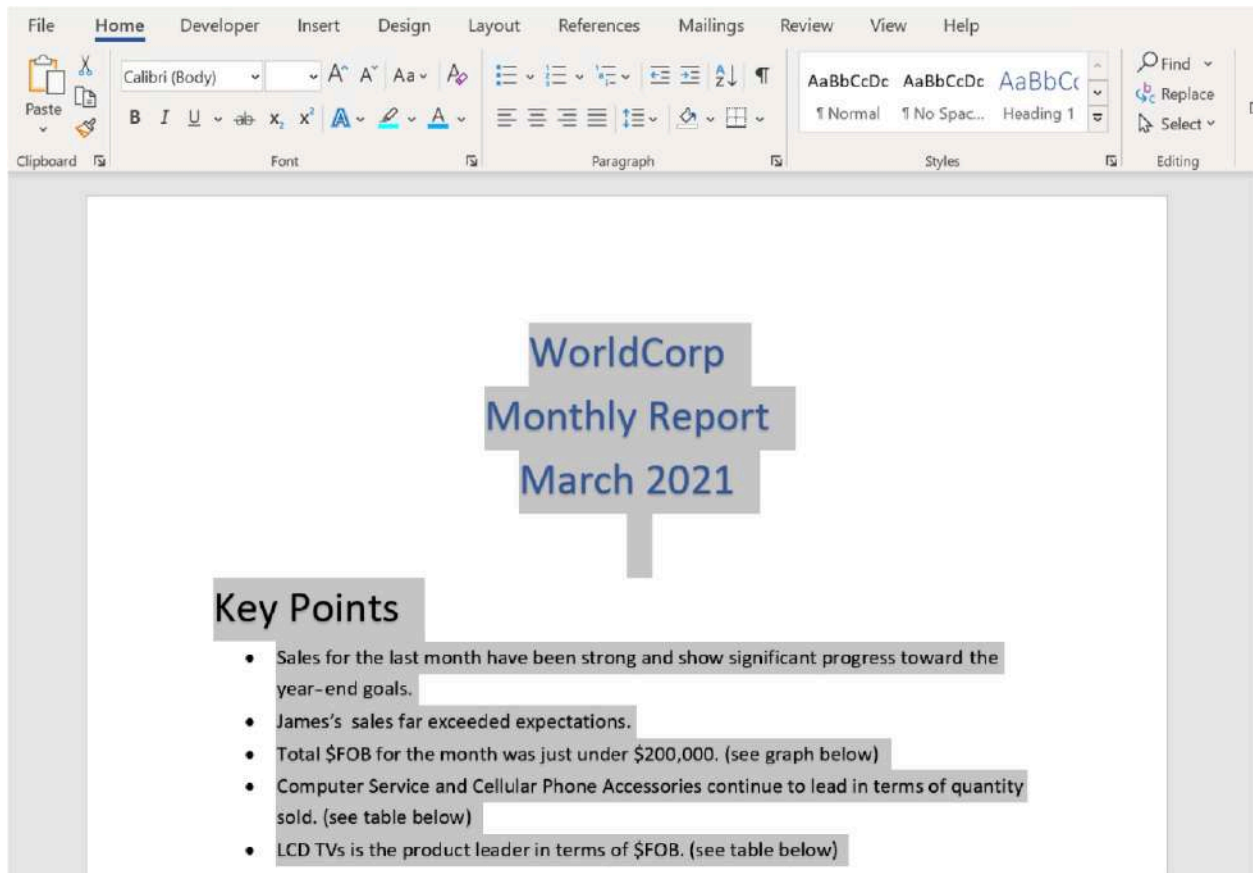 File Home Developer Insert Design Layout References Mailings Review View Help
Paste
Calibri (Body)
A^ Aˇ Aa A
B I U ab x₂ x² A A
AaBbCcDc AaBbCcDc AaBbCc
¶ Normal ¶ No Spac... Heading 1
Find
Replace
Select
Clipboard Font Paragraph Styles Editing
WorldCorp
Monthly Report
March 2021
Key Points
• Sales for the last month have been strong and show significant progress toward the
year-end goals.
• James's sales far exceeded expectations.
• Total $FOB for the month was just under $200,000. (see graph below)
• Computer Service and Cellular Phone Accessories continue to lead in terms of quantity
sold. (see table below)
• LCD TVs is the product leader in terms of $FOB. (see table below)